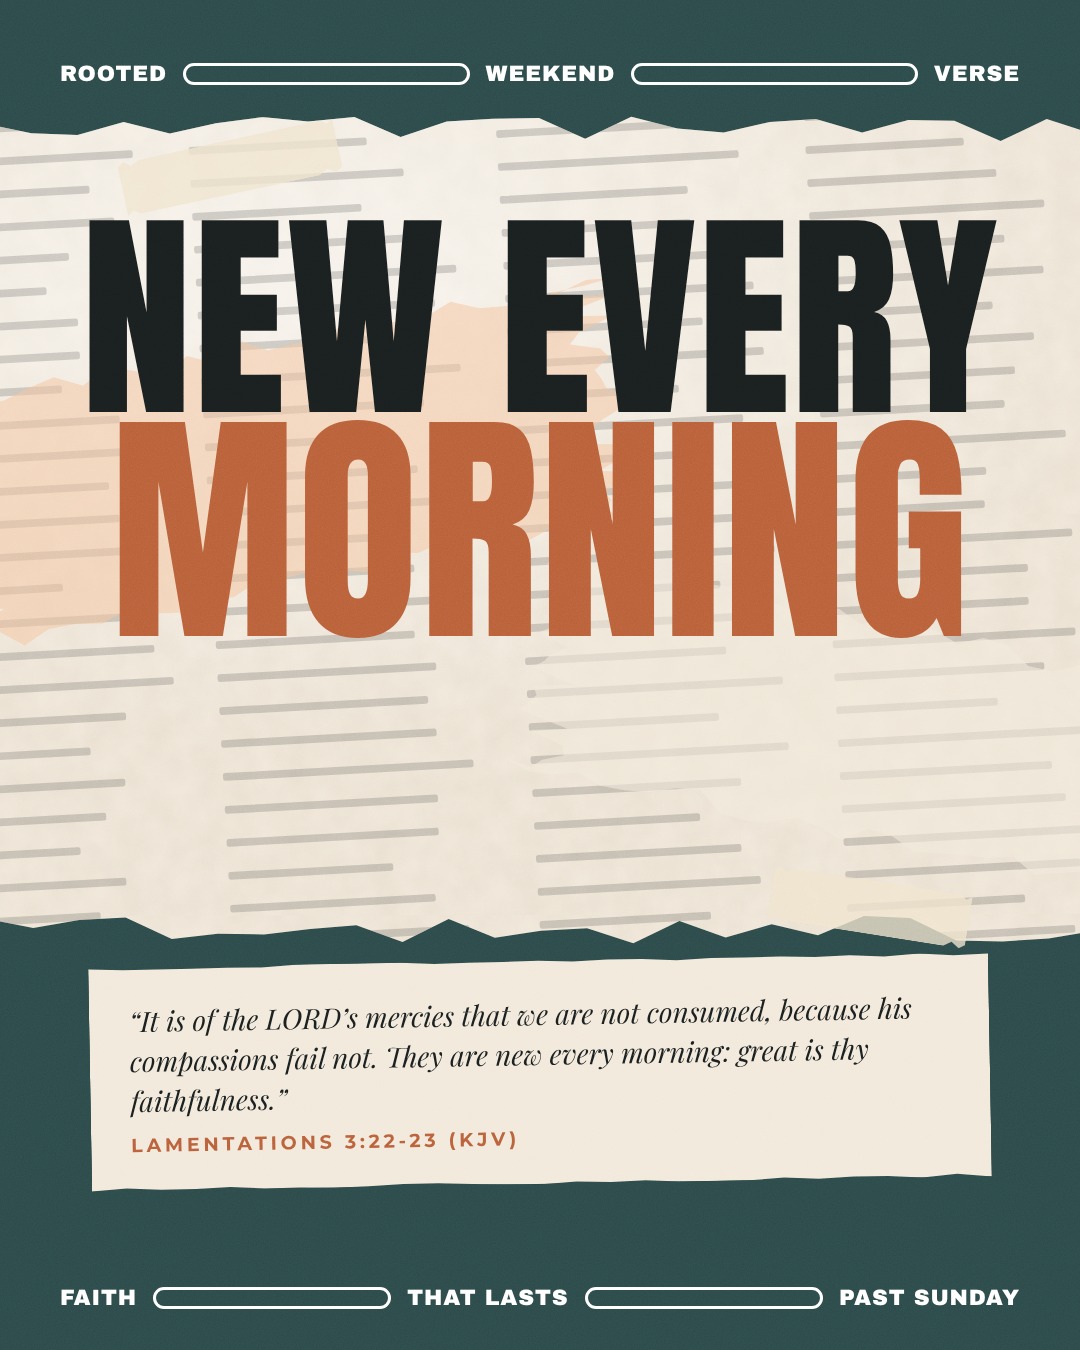 ROOTED WEEKEND VERSE
NEW EVERY
MORNING
“It is of the LORD’s mercies that we are not consumed, because his
compassions fail not. They are new every morning: great is thy
faithfulness.”
LAMENTATIONS 3:22-23 (KJV)
FAITH THAT LASTS PAST SUNDAY